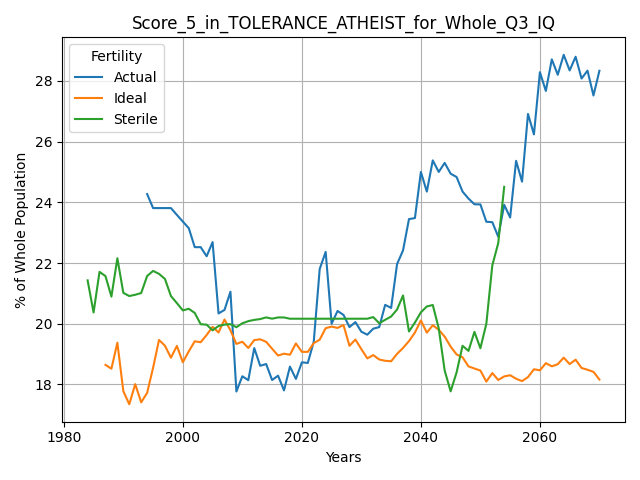 Score_5_in_TOLERANCE_ATHEIST_for_Whole_Q3_IQ
Fertility
Actual
Ideal
Sterile
% of Whole Population
28
26
24
22
20
18
1980
2000
2020
2040
2060
Years